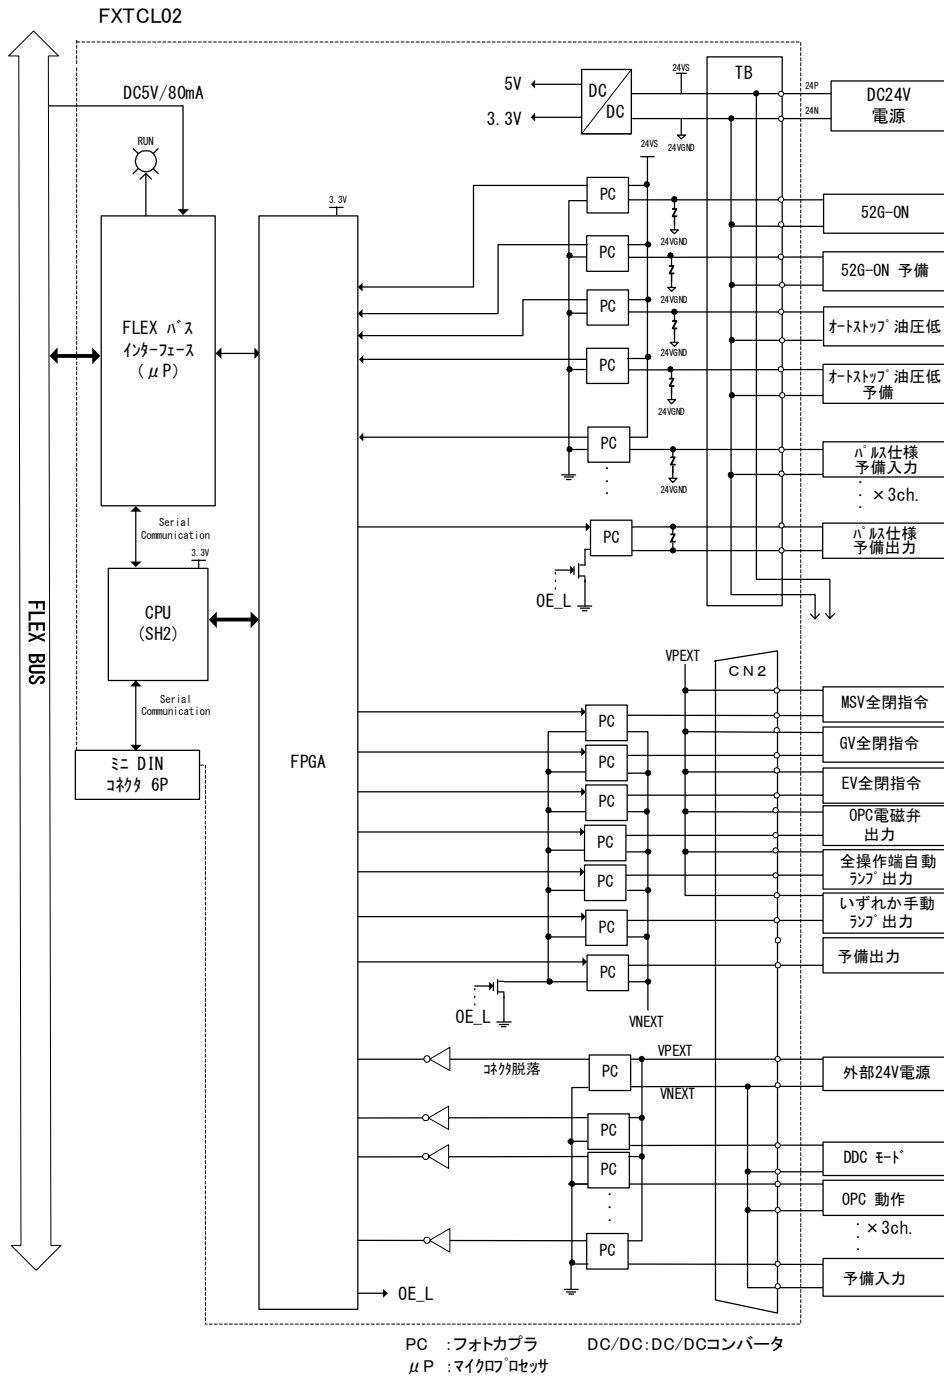 FXTCL02
DC5V/80mA
RUN
5V
3.3V
DC
DC
24VS
24VGND
TB
24P
24N
DC24V
電源
24VS
3.3V
PC
24VGND
52G-ON
PC
24VGND
52G-ON 予備
PC
24VGND
ｵｰﾄｽﾄｯﾌﾟ油圧低
PC
24VGND
ｵｰﾄｽﾄｯﾌﾟ油圧低
予備
FLEX ﾊﾞｽ
ｲﾝﾀｰﾌｪｰｽ
(μP)
PC
24VGND
ﾊﾟﾙｽ仕様
予備入力
×3ch.
Serial
Communication
PC
ﾊﾟﾙｽ仕様
予備出力
OE_L
3.3V
CPU
(SH2)
FLEX BUS
Serial
Communication
ﾐﾆ DIN
ｺﾈｸﾀ 6P
FPGA
VPEXT
CN2
PC
MSV全閉指令
PC
GV全閉指令
PC
EV全閉指令
PC
OPC電磁弁
出力
PC
全操作端自動
ﾗﾝﾌﾟ出力
PC
いずれか手動
ﾗﾝﾌﾟ出力
PC
予備出力
OE_L
VNEXT
ｺﾈｸﾀ脱落
PC
VPEXT
VNEXT
外部24V電源
PC
DDC ﾓｰﾄﾞ
PC
OPC 動作
×3ch.
PC
予備入力
OE_L
PC :フォトカプラ
DC/DC:DC/DCコンバータ
μP :ﾏｲｸﾛﾌﾟﾛｾｯｻ